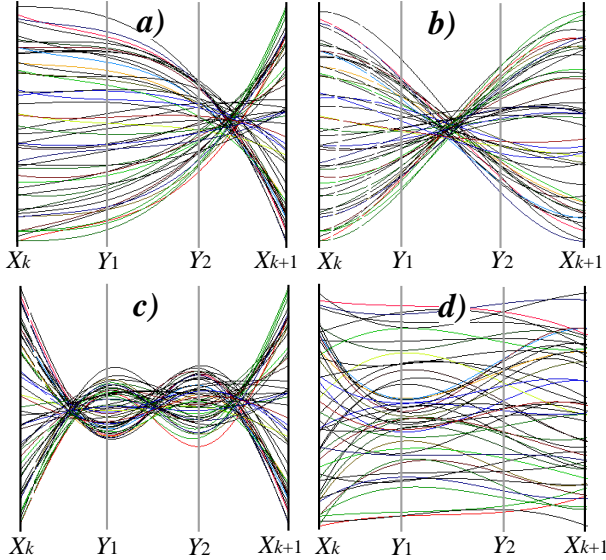 a)
b)
Xk Y1 Y2 Xk+1
Xk Y1 Y2 Xk+1
c)
d)
Xk Y1 Y2 Xk+1
Xk Y1 Y2 Xk+1